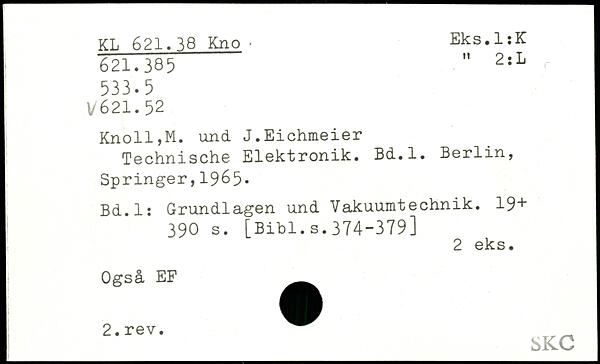 KL 621.38 Kno Eks.1:K
621.385 " 2:L
533.5
V621.52
Knoll,M. und J.Eichmeier
Technische Elektronik. Bd.1. Berlin,
Springer,1965.
Bd.1: Grundlagen und Vakuumtechnik. 19+
390 s. [Bibl.s.374-379]
2 eks.
Også EF
2.rev.
SKC